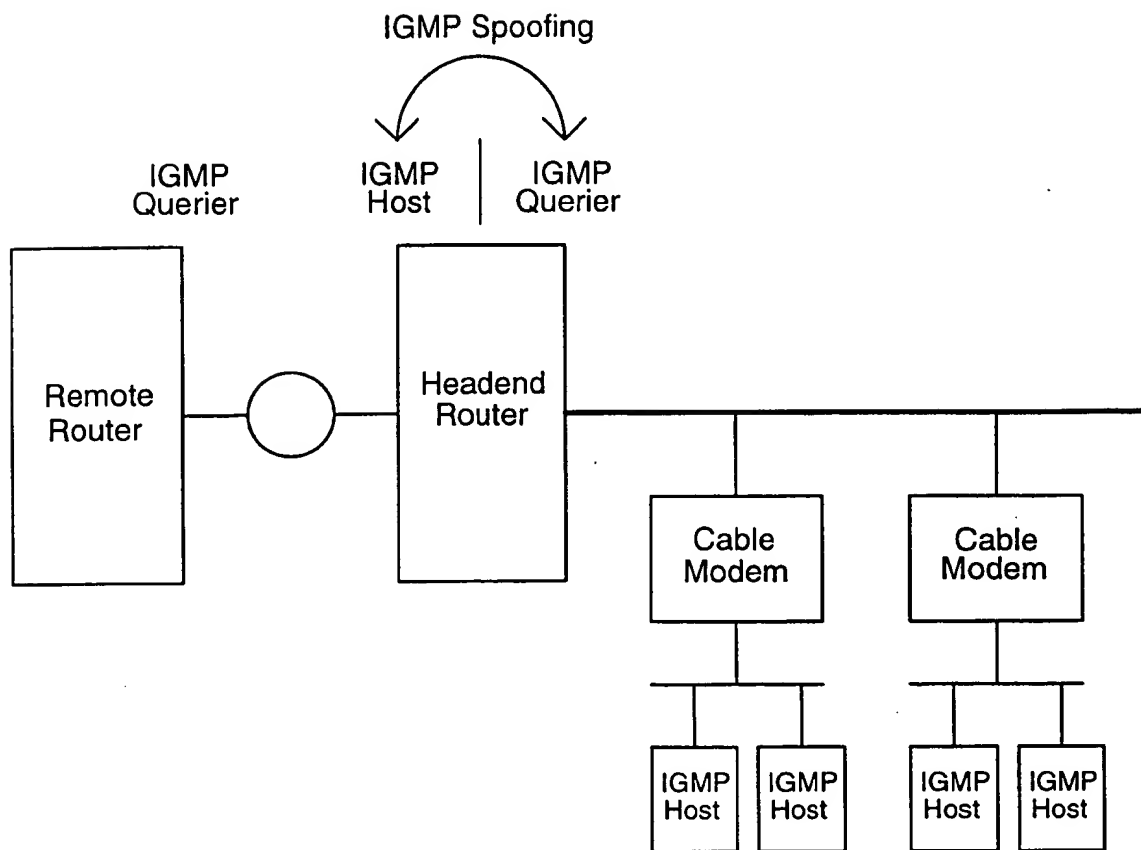 IGMP Spoofing
IGMP
Querier
IGMP
Host
IGMP
Querier
Remote
Router
Headend
Router
Cable
Modem
Cable
Modem
IGMP
Host
IGMP
Host
IGMP
Host
IGMP
Host